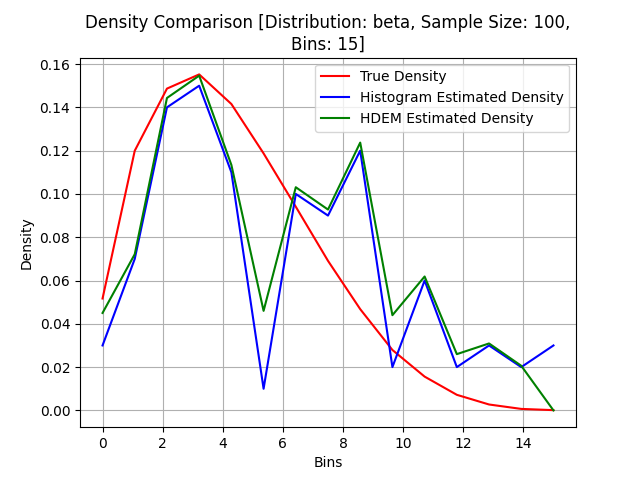 Density Comparison [Distribution: beta, Sample Size: 100,
Bins: 15]
True Density
Histogram Estimated Density
HDEM Estimated Density
Density
0.16
0.14
0.12
0.10
0.08
0.06
0.04
0.02
0.00
0 2 4 6 8 10 12 14
Bins